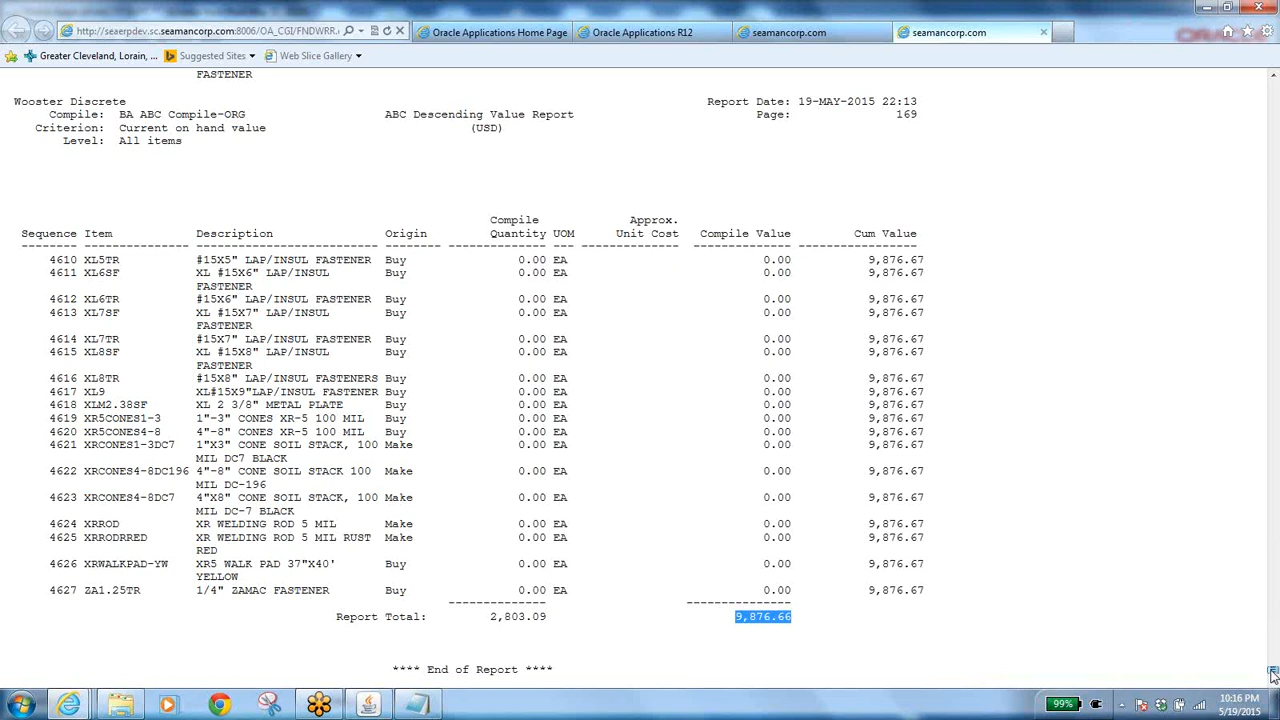 http://seaerpdev.sc.seamancorp.com:8006/OA_CGI/FNDWRR.
Oracle Applications Home Page
Oracle Applications R12
seamancorp.com
seamancorp.com
Greater Cleveland, Lorain, ...
Suggested Sites
Web Slice Gallery
FASTENER
Wooster Discrete Report Date: 19-MAY-2015 22:13
Compile: BA ABC Compile-ORG ABC Descending Value Report Page: 169
Criterion: Current on hand value (USD)
Level: All items
Compile Approx.
Sequence Item Description Origin Quantity UOM Unit Cost Compile Value Cum Value
-------- --------------- -------------------------- -------- -------------- --- -------------- -------------- -----------------
4610 XL5TR #15X5" LAP/INSUL FASTENER Buy 0.00 EA 0.00 9,876.67
4611 XL6SF XL #15X6" LAP/INSUL Buy 0.00 EA 0.00 9,876.67
FASTENER
4612 XL6TR #15X6" LAP/INSUL FASTENER Buy 0.00 EA 0.00 9,876.67
4613 XL7SF XL #15X7" LAP/INSUL Buy 0.00 EA 0.00 9,876.67
FASTENER
4614 XL7TR #15X7" LAP/INSUL FASTENER Buy 0.00 EA 0.00 9,876.67
4615 XL8SF XL #15X8" LAP/INSUL Buy 0.00 EA 0.00 9,876.67
FASTENER
4616 XL8TR #15X8" LAP/INSUL FASTENERS Buy 0.00 EA 0.00 9,876.67
4617 XL9 XL#15X9"LAP/INSUL FASTENER Buy 0.00 EA 0.00 9,876.67
4618 XLM2.38SF XL 2 3/8" METAL PLATE Buy 0.00 EA 0.00 9,876.67
4619 XR5CONES1-3 1"-3" CONES XR-5 100 MIL Buy 0.00 EA 0.00 9,876.67
4620 XR5CONES4-8 4"-8" CONES XR-5 100 MIL Buy 0.00 EA 0.00 9,876.67
4621 XRCONES1-3DC7 1"X3" CONE SOIL STACK, 100 Make 0.00 EA 0.00 9,876.67
MIL DC7 BLACK
4622 XRCONES4-8DC196 4"-8" CONE SOIL STACK 100 Make 0.00 EA 0.00 9,876.67
MIL DC-196
4623 XRCONES4-8DC7 4"X8" CONE SOIL STACK, 100 Make 0.00 EA 0.00 9,876.67
MIL DC-7 BLACK
4624 XRROD XR WELDING ROD 5 MIL Make 0.00 EA 0.00 9,876.67
4625 XRRODRRED XR WELDING ROD 5 MIL RUST Make 0.00 EA 0.00 9,876.67
RED
4626 XRWALKPAD-YW XR5 WALK PAD 37"X40' Buy 0.00 EA 0.00 9,876.67
YELLOW
4627 ZA1.25TR 1/4" ZAMAC FASTENER Buy 0.00 EA 0.00 9,876.67
-------------- ---------------
Report Total: 2,803.09 9,876.66
**** End of Report ****
99%
10:16 PM
5/19/2015